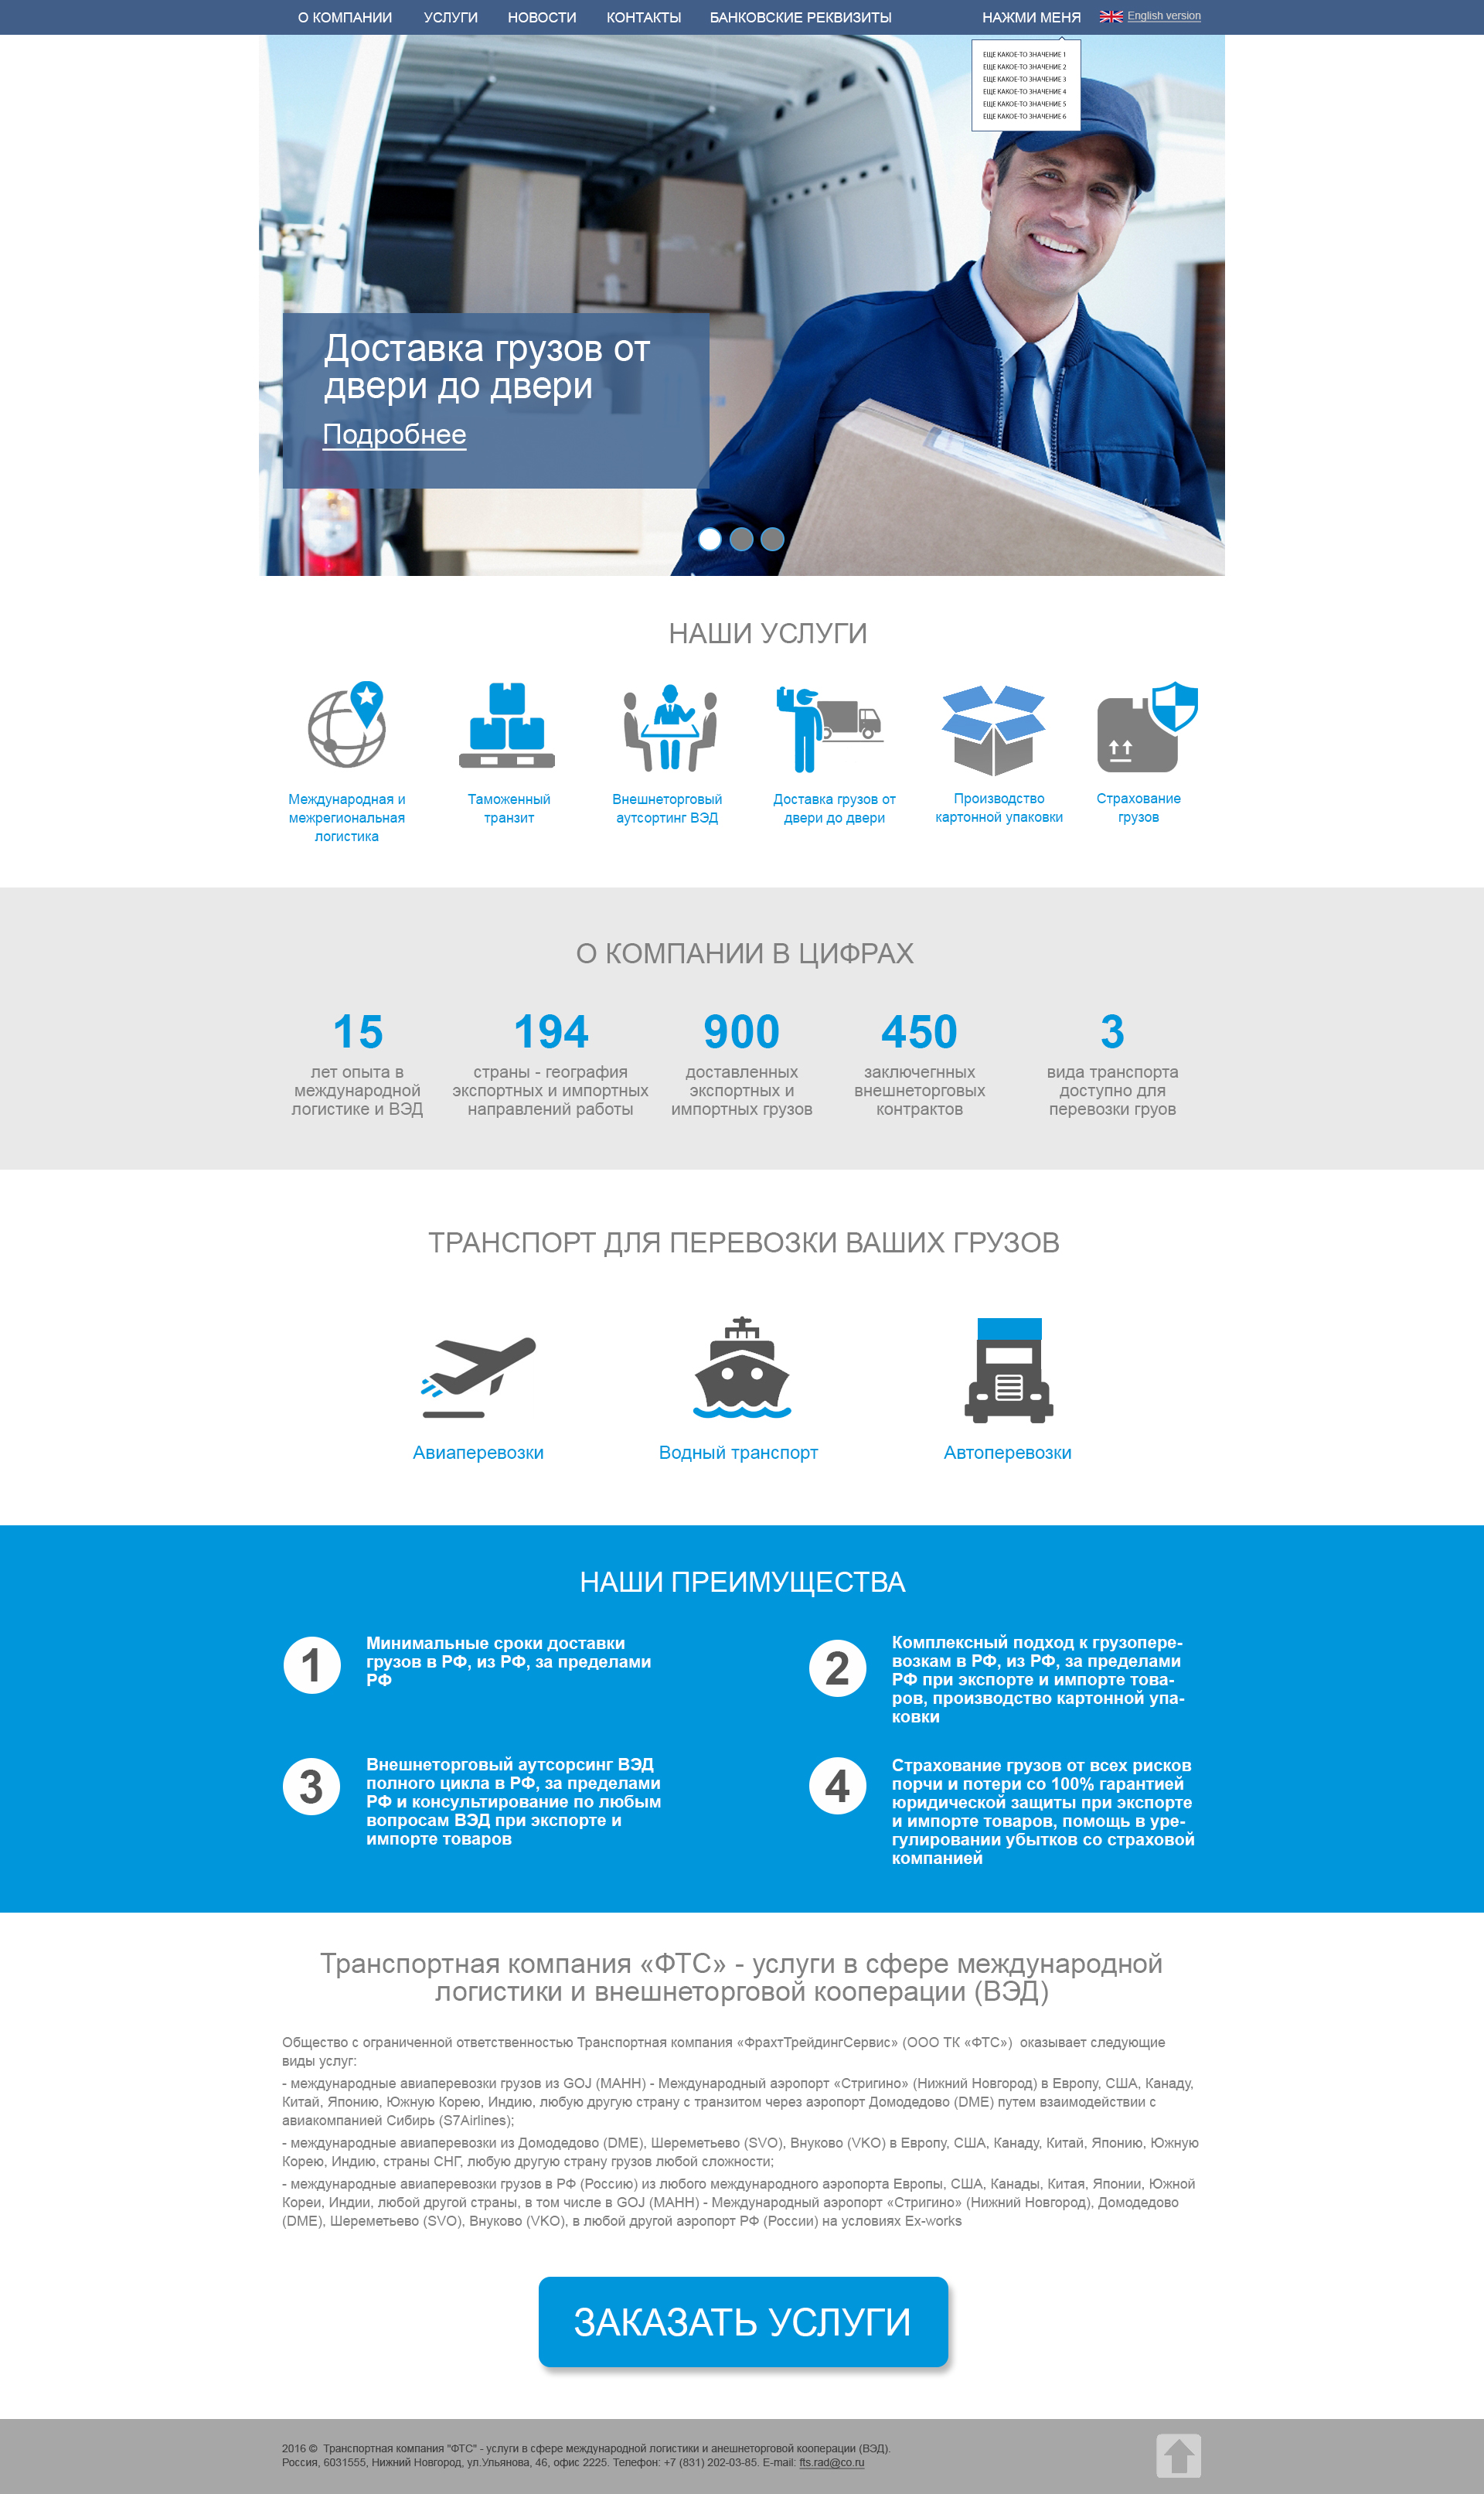 О КОМПАНИИ УСЛУГИ НОВОСТИ КОНТАКТЫ БАНКОВСКИЕ РЕКВИЗИТЫ НАЖМИ МЕНЯ English version
ЕЩЕ КАКОЕ-ТО ЗНАЧЕНИЕ 1
ЕЩЕ КАКОЕ-ТО ЗНАЧЕНИЕ 2
ЕЩЕ КАКОЕ-ТО ЗНАЧЕНИЕ 3
ЕЩЕ КАКОЕ-ТО ЗНАЧЕНИЕ 4
ЕЩЕ КАКОЕ-ТО ЗНАЧЕНИЕ 5
ЕЩЕ КАКОЕ-ТО ЗНАЧЕНИЕ 6
Доставка грузов от
двери до двери
Подробнее
НАШИ УСЛУГИ
Международная и
межрегиональная
логистика
Таможенный
транзит
Внешнеторговый
аутсортинг ВЭД
Доставка грузов от
двери до двери
Производство
картонной упаковки
Страхование
грузов
О КОМПАНИИ В ЦИФРАХ
15
лет опыта в
международной
логистике и ВЭД
194
страны - география
экспортных и импортных
направлений работы
900
доставленных
экспортных и
импортных грузов
450
заключегнных
внешнеторговых
контрактов
3
вида транспорта
доступно для
перевозки груов
ТРАНСПОРТ ДЛЯ ПЕРЕВОЗКИ ВАШИХ ГРУЗОВ
Авиаперевозки
Водный транспорт
Автоперевозки
НАШИ ПРЕИМУЩЕСТВА
1
Минимальные сроки доставки
грузов в РФ, из РФ, за пределами
РФ
2
Комплексный подход к грузопере-
возкам в РФ, из РФ, за пределами
РФ при экспорте и импорте това-
ров, производство картонной упа-
ковки
3
Внешнеторговый аутсорсинг ВЭД
полного цикла в РФ, за пределами
РФ и консультирование по любым
вопросам ВЭД при экспорте и
импорте товаров
4
Страхование грузов от всех рисков
порчи и потери со 100% гарантией
юридической защиты при экспорте
и импорте товаров, помощь в уре-
гулировании убытков со страховой
компанией
Транспортная компания «ФТС» - услуги в сфере международной
логистики и внешнеторговой кооперации (ВЭД)
Общество с ограниченной ответственностью Транспортная компания «ФрахтТрейдингСервис» (ООО ТК «ФТС») оказывает следующие
виды услуг:
- международные авиаперевозки грузов из GOJ (МАНН) - Международный аэропорт «Стригино» (Нижний Новгород) в Европу, США, Канаду,
Китай, Японию, Южную Корею, Индию, любую другую страну с транзитом через аэропорт Домодедово (DME) путем взаимодействии с
авиакомпанией Сибирь (S7Airlines);
- международные авиаперевозки из Домодедово (DME), Шереметьево (SVO), Внуково (VKO) в Европу, США, Канаду, Китай, Японию, Южную
Корею, Индию, страны СНГ, любую другую страну грузов любой сложности;
- международные авиаперевозки грузов в РФ (Россию) из любого международного аэропорта Европы, США, Канады, Китая, Японии, Южной
Кореи, Индии, любой другой страны, в том числе в GOJ (МАНН) - Международный аэропорт «Стригино» (Нижний Новгород), Домодедово
(DME), Шереметьево (SVO), Внуково (VKO), в любой другой аэропорт РФ (России) на условиях Ex-works
ЗАКАЗАТЬ УСЛУГИ
2016 © Транспортная компания "ФТС" - услуги в сфере международной логистики и анешнеторговой кооперации (ВЭД).
Россия, 6031555, Нижний Новгород, ул.Ульянова, 46, офис 2225. Телефон: +7 (831) 202-03-85. E-mail: fts.rad@co.ru